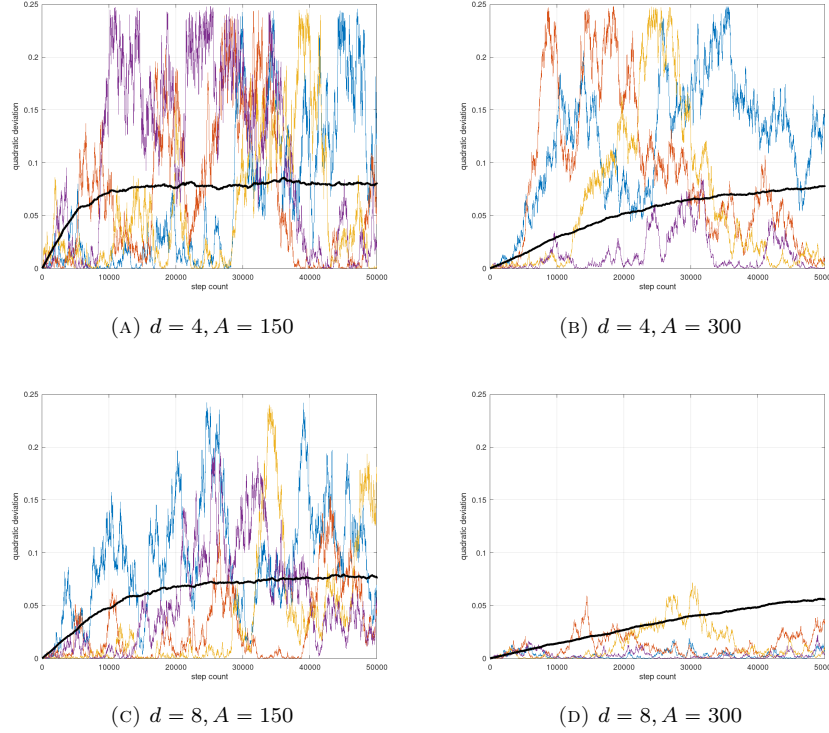 0.25
0.2
0.15
0.1
0.05
0
quadratic deviation
0 10000 20000 30000 40000 50000
step count
(A) d = 4, A = 150
0.25
0.2
0.15
0.1
0.05
0
quadratic deviation
0 10000 20000 30000 40000 5000
step count
(B) d = 4, A = 300
0.25
0.2
0.15
0.1
0.05
0
quadratic deviation
0 10000 20000 30000 40000 50000
step count
(C) d = 8, A = 150
0.25
0.2
0.15
0.1
0.05
0
quadratic deviation
0 10000 20000 30000 40000 5000
step count
(D) d = 8, A = 300